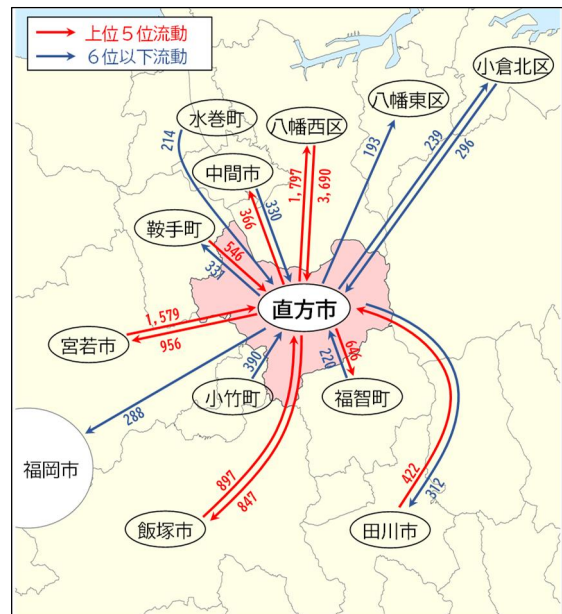 上位５位流動
６位以下流動
小倉北区
八幡東区
水巻町
八幡西区
214
193
239
296
中間市
1,797
3,690
330
366
鞍手町
546
331
直方市
1,579
宮若市
956
646
220
390
小竹町
福智町
288
福岡市
897
847
422
312
飯塚市
田川市